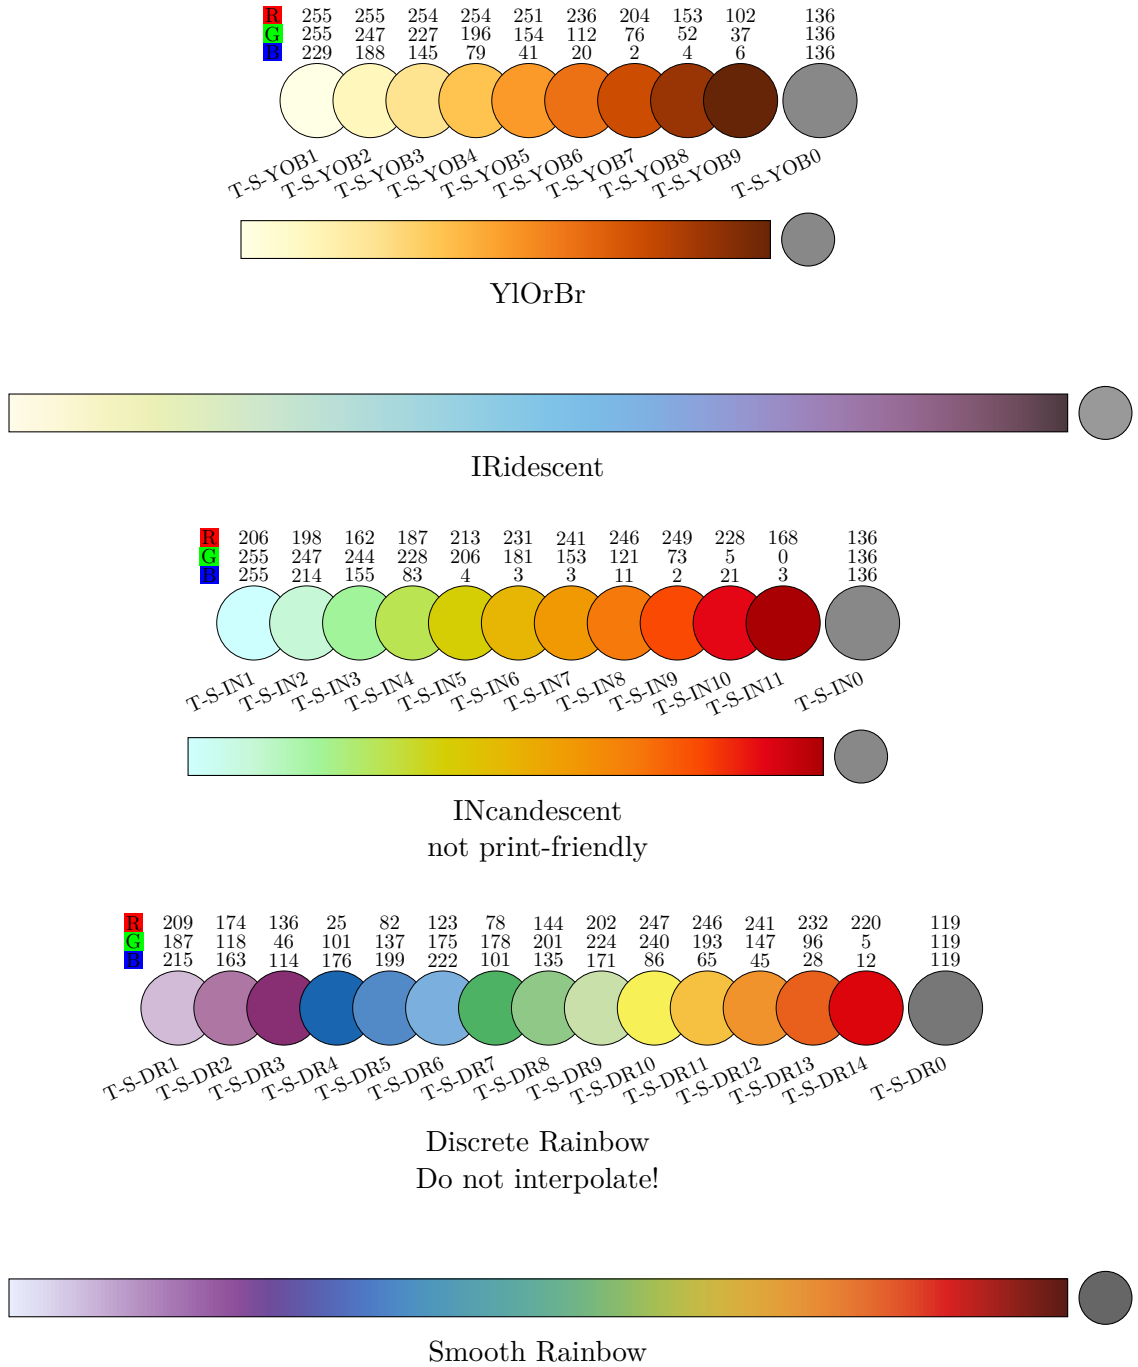 R 255 255 254 254 251 236 204 153 102 136
G 255 247 227 196 154 112 76 52 37 136
B 229 188 145 79 41 20 2 4 6 136
T-S-YOB1 T-S-YOB2 T-S-YOB3 T-S-YOB4 T-S-YOB5 T-S-YOB6 T-S-YOB7 T-S-YOB8 T-S-YOB9 T-S-YOB0
YlOrBr
IRidescent
R 206 198 162 187 213 231 241 246 249 228 168 136
G 255 247 244 228 206 181 153 121 73 5 0 136
B 255 214 155 83 4 3 3 11 2 21 3 136
T-S-IN1 T-S-IN2 T-S-IN3 T-S-IN4 T-S-IN5 T-S-IN6 T-S-IN7 T-S-IN8 T-S-IN9 T-S-IN10 T-S-IN11 T-S-IN0
INcandescent
not print-friendly
R 209 174 136 25 82 123 78 144 202 247 246 241 232 220 119
G 187 118 46 101 137 175 178 201 224 240 193 147 96 5 119
B 215 163 114 176 199 222 101 135 171 86 65 45 28 12 119
T-S-DR1 T-S-DR2 T-S-DR3 T-S-DR4 T-S-DR5 T-S-DR6 T-S-DR7 T-S-DR8 T-S-DR9 T-S-DR10 T-S-DR11 T-S-DR12 T-S-DR13 T-S-DR14 T-S-DR0
Discrete Rainbow
Do not interpolate!
Smooth Rainbow